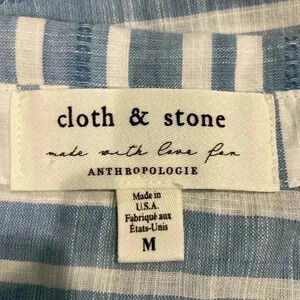 cloth & stone
made with love for
ANTHROPOLOGIE
Made in
U.S.A.
Fabriqué aux
États-Unis
M